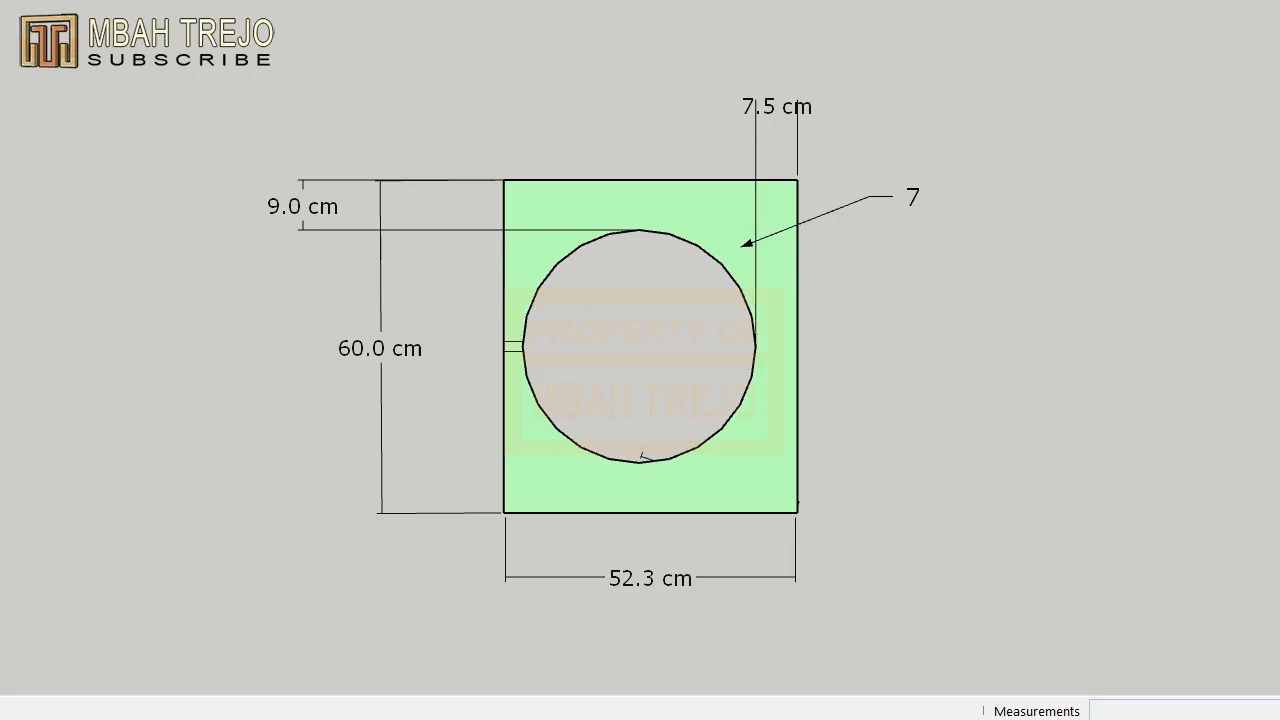 MBAH TREJO
SUBSCRIBE
7.5 cm
7
9.0 cm
PROPERTY OF
60.0 cm
MBAH TREJO
52.3 cm
Measurements